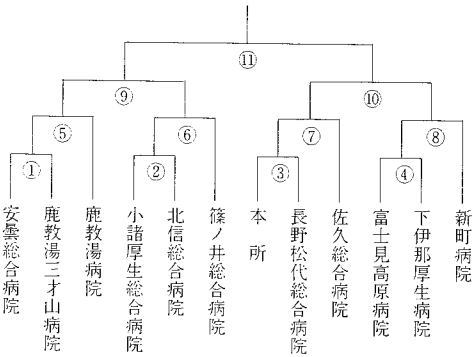 ⑪
⑨
⑩
⑤
⑥
⑦
⑧
①
②
③
④
安曇総合病院
鹿教湯三才山病院
鹿教湯病院
小諸厚生総合病院
北信総合病院
篠ノ井総合病院
本所
長野松代総合病院
佐久総合病院
富士見高原病院
下伊那厚生病院
新町病院